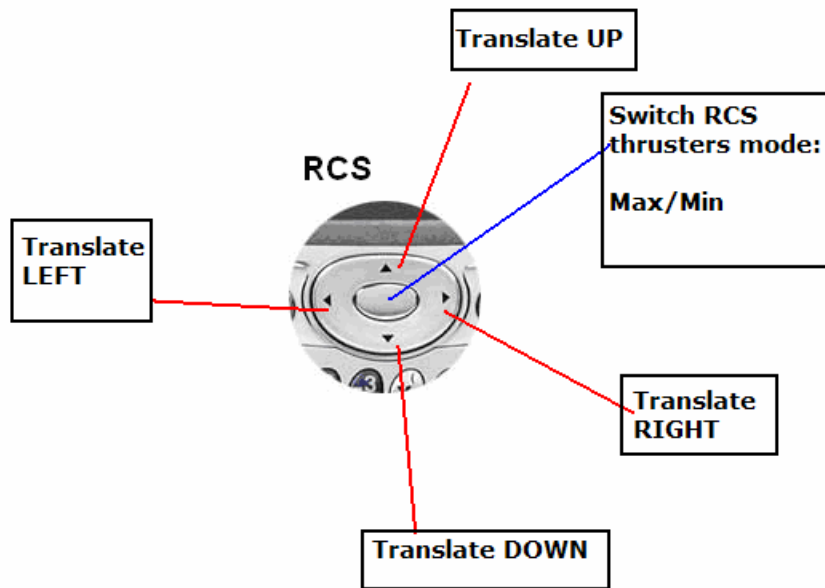 Translate UP
Switch RCS
thrusters mode:
Max/Min
RCS
Translate
LEFT
Translate
RIGHT
Translate DOWN